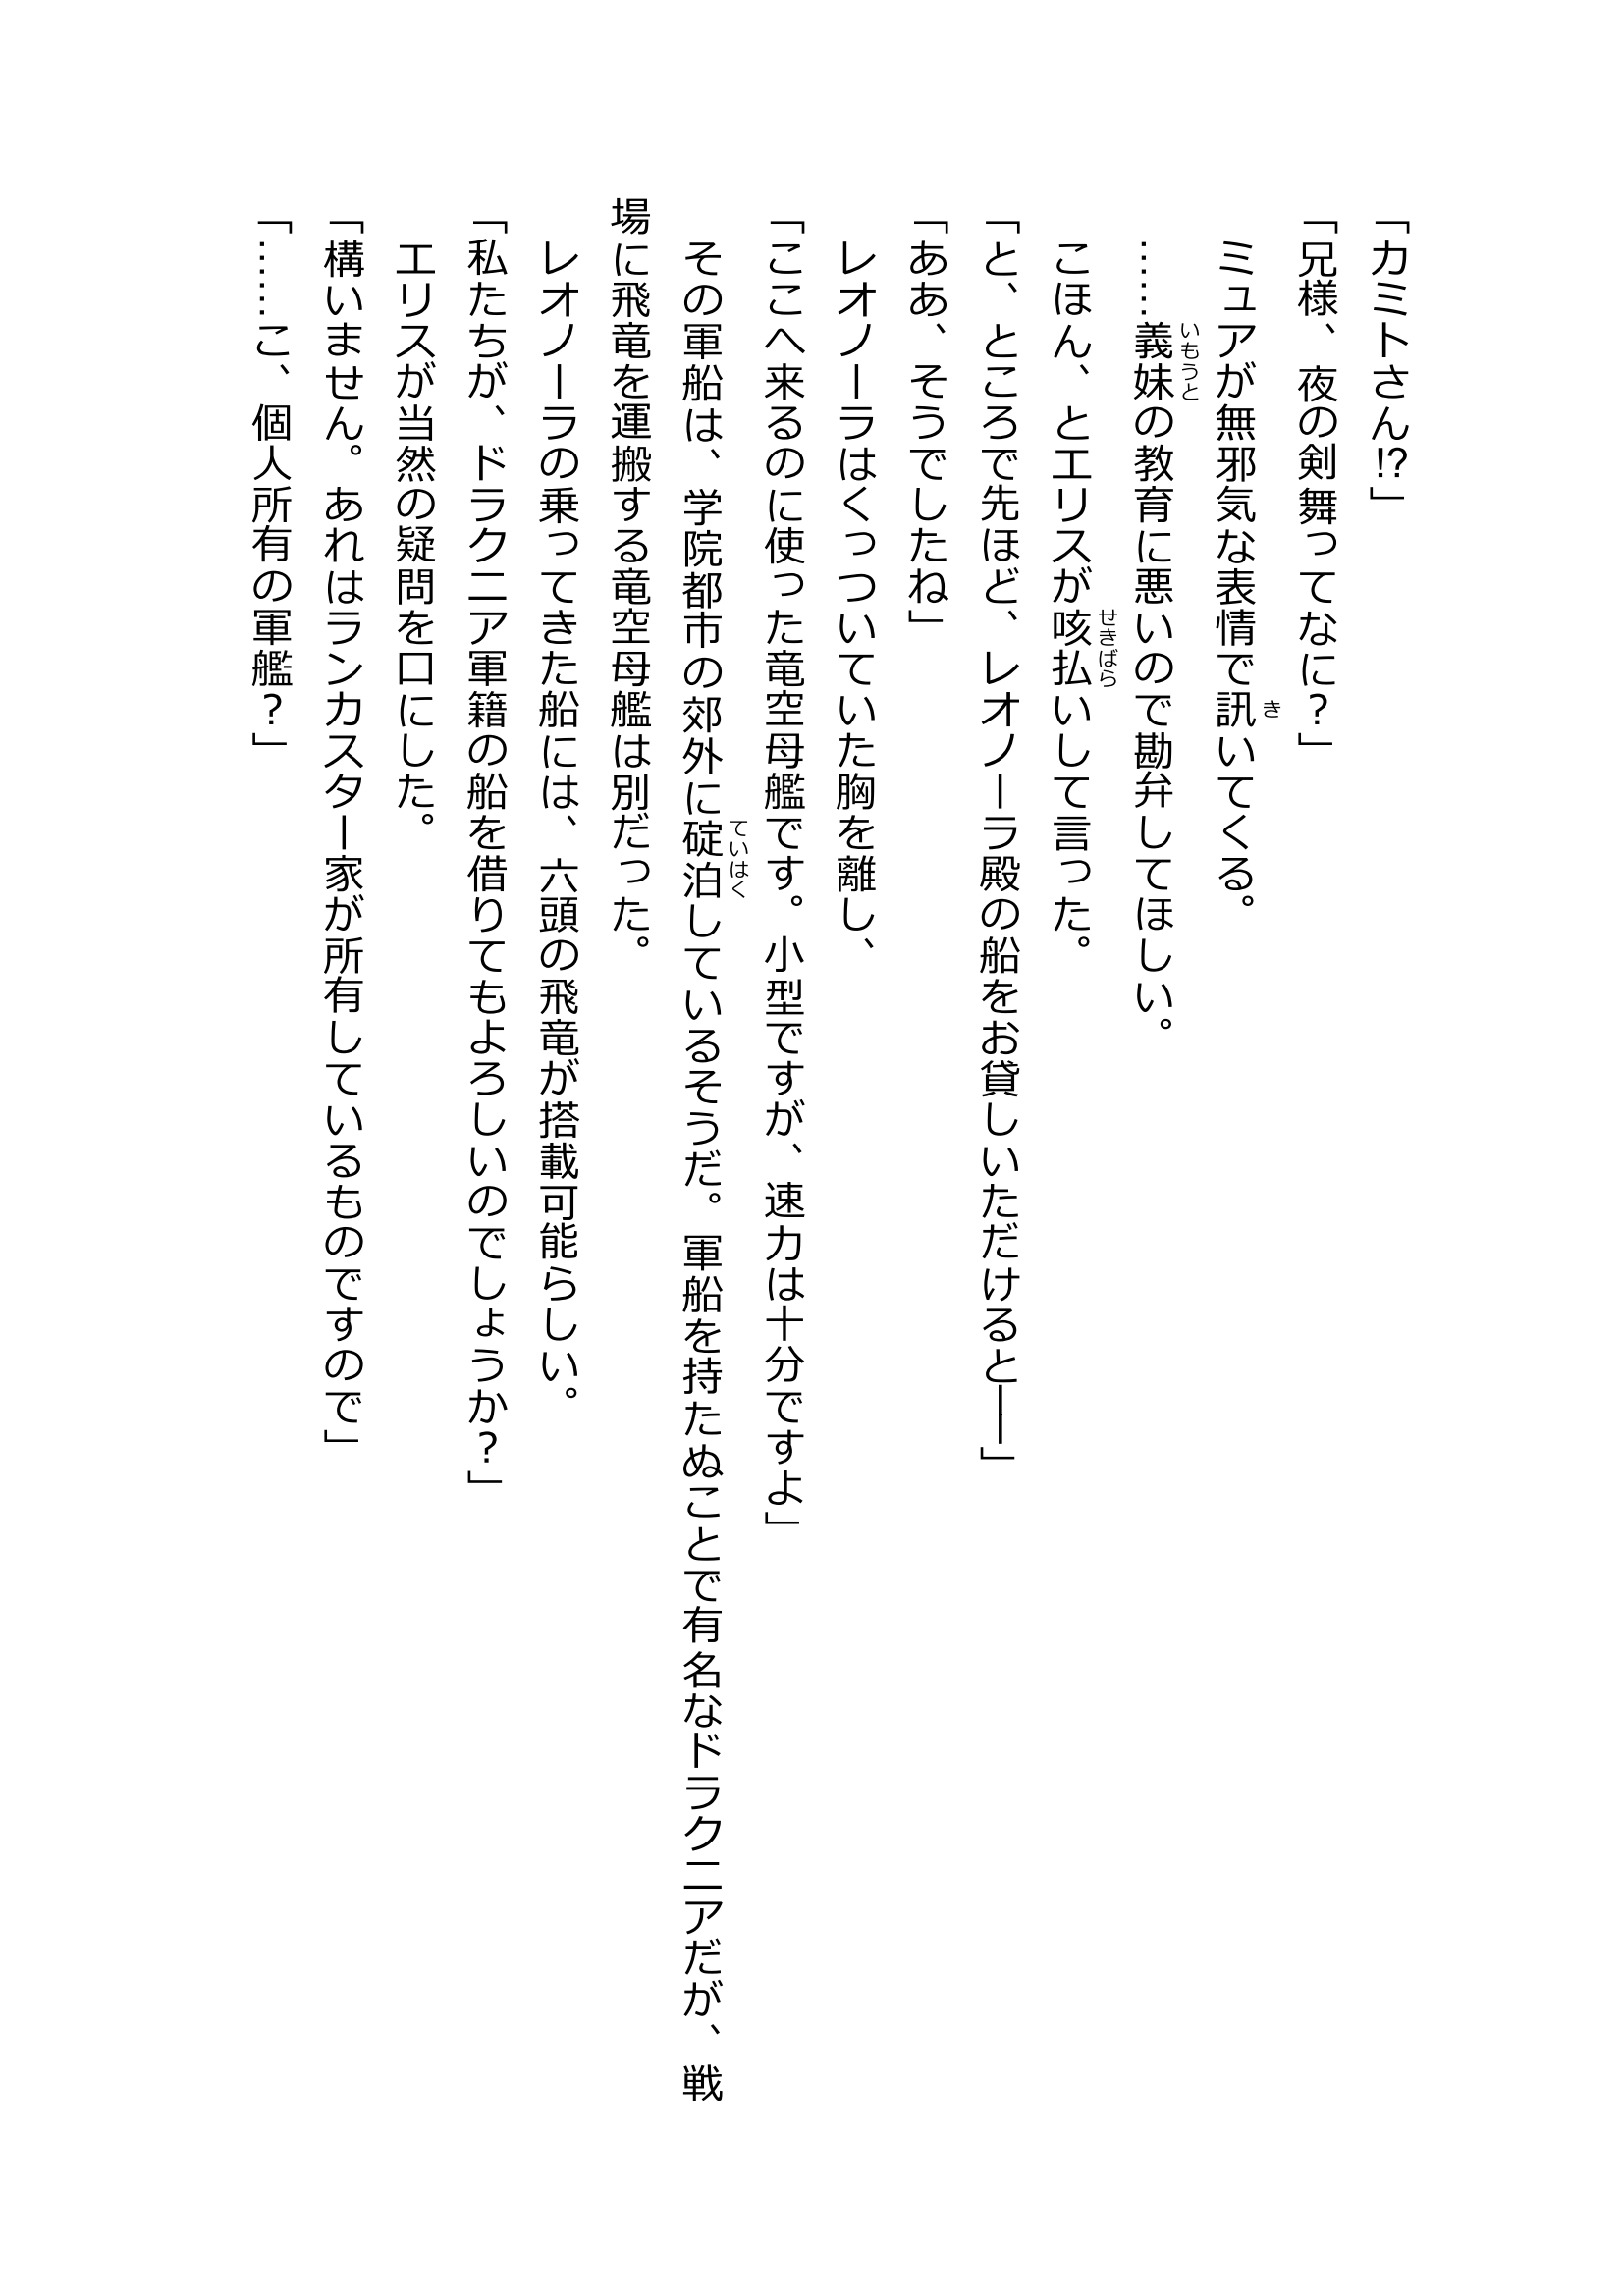 「カミトさん⁉」
「兄様、夜の剣舞ってなに？」
　ミュアが無邪気な表情で訊いてくる。
　……義妹の教育に悪いので勘弁してほしい。
　こほん、とエリスが咳払いして言った。
「と、ところで先ほど、レオノーラ殿の船をお貸しいただけると――」
「ああ、そうでしたね」
　レオノーラはくっついていた胸を離し、
「ここへ来るのに使った竜空母艦です。小型ですが、速力は十分ですよ」
　その軍船は、学院都市の郊外に碇泊しているそうだ。軍船を持たぬことで有名なドラクニアだが、戦
場に飛竜を運搬する竜空母艦は別だった。
　レオノーラの乗ってきた船には、六頭の飛竜が搭載可能らしい。
「私たちが、ドラクニア軍籍の船を借りてもよろしいのでしょうか？」
　エリスが当然の疑問を口にした。
「構いません。あれはランカスター家が所有しているものですので」
「……こ、個人所有の軍艦？」